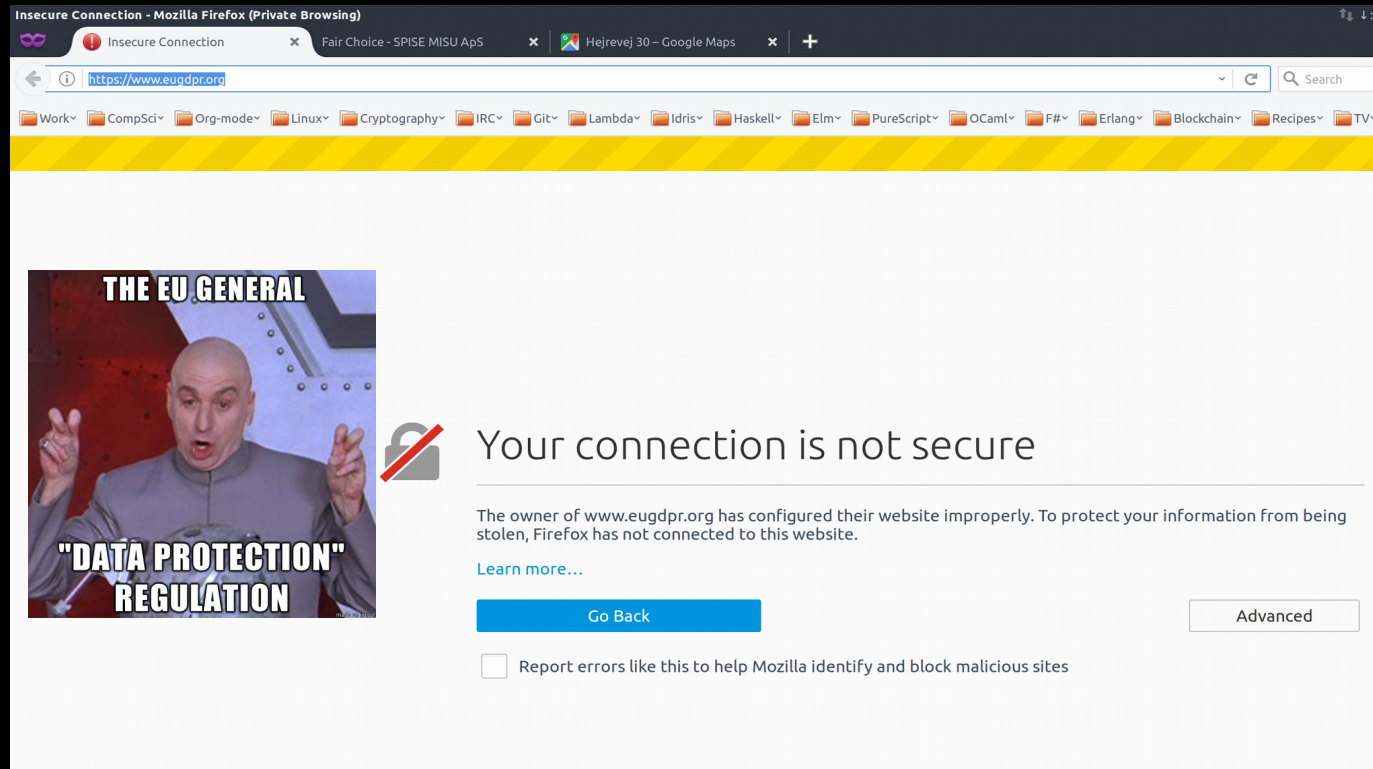 Insecure Connection - Mozilla Firefox (Private Browsing)
Insecure Connection
Fair Choice - SPISE MISU ApS
Hejrevej 30 – Google Maps
https://www.eugdpr.org
Search
Work CompSci Org-mode Linux Cryptography IRC Git Lambda Idris Haskell Elm PureScript OCaml F# Erlang Blockchain Recipes TV
THE EU GENERAL
"DATA PROTECTION"
REGULATION
Your connection is not secure
The owner of www.eugdpr.org has configured their website improperly. To protect your information from being
stolen, Firefox has not connected to this website.
Learn more…
Go Back
Advanced
Report errors like this to help Mozilla identify and block malicious sites